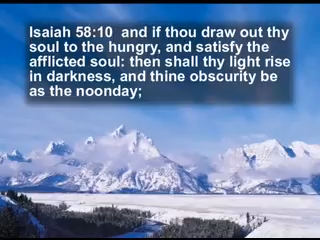 Isaiah 58:10  and if thou draw out thy
soul to the hungry, and satisfy the
afflicted soul: then shall thy light rise
in darkness, and thine obscurity be
as the noonday;